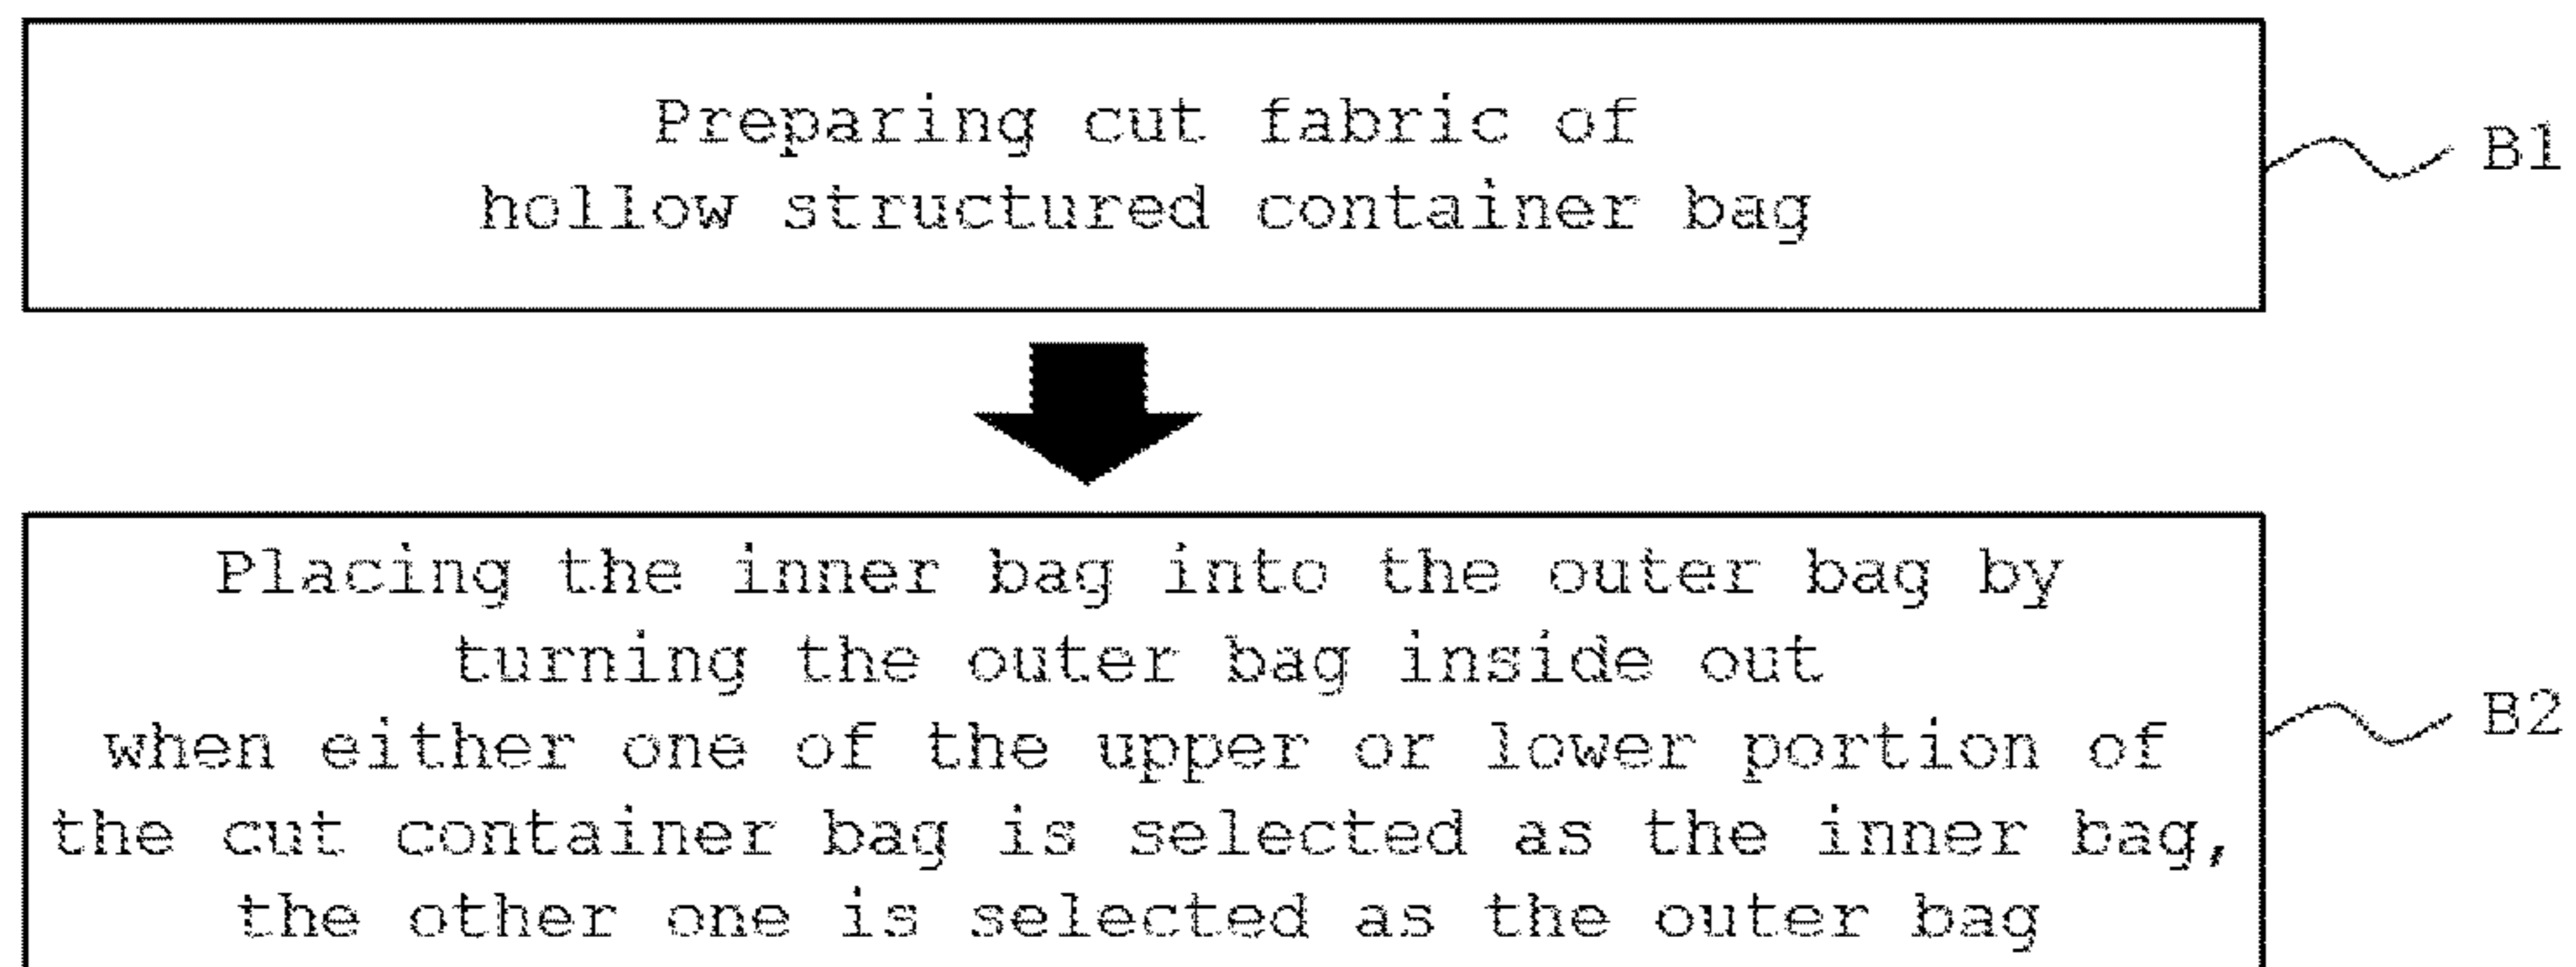 Preparing cut fabric of
hollow structured container bag
B1
Placing the inner bag into the outer bag by
turning the outer bag inside out
when either one of the upper or lower portion of
the cut container bag is selected as the inner bag,
the other one is selected as the outer bag
B2